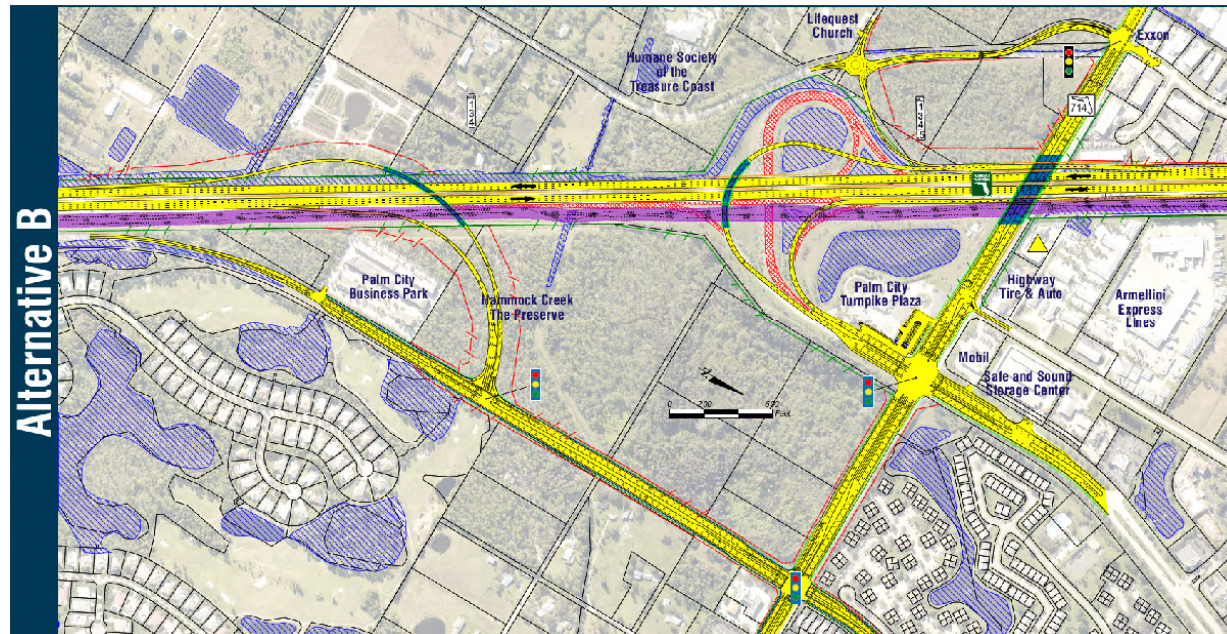 Alternative B
Lifequest
Church
Exxon
Humane Society
of the
Treasure Coast
714
Palm City
Business Park
Hammock Creek
The Preserve
Palm City
Turnpike Plaza
Highway
Tire & Auto
Armellini
Express
Lines
Mobil
Safe and Sound
Storage Center
0
Feet